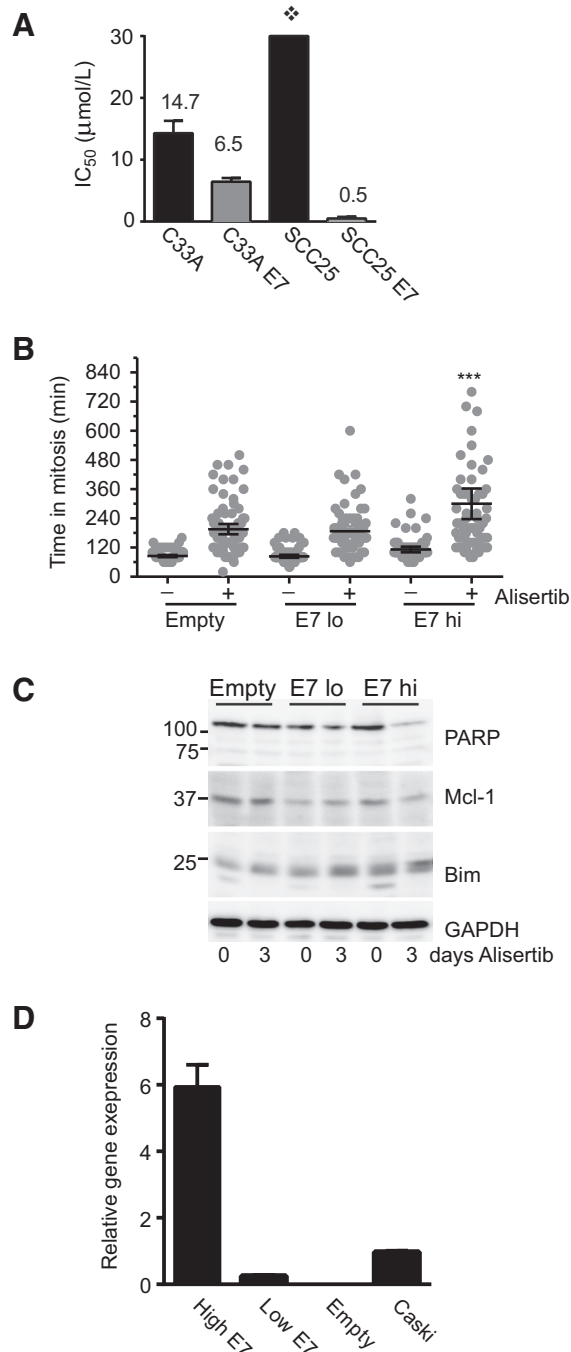 A
❖
30
20
10
0
IC50 (μmol/L)
14.7
6.5
0.5
C33A
C33A E7
SCC25
SCC25 E7
B
840
720
600
480
360
240
120
0
Time in mitosis (min)
***
– + – + – + Alisertib
Empty E7 lo E7 hi
C
Empty E7 lo E7 hi
100
75
PARP
37
Mcl-1
25
Bim
GAPDH
0 3 0 3 0 3 days Alisertib
D
8
6
4
2
0
Relative gene exepression
High E7
Low E7
Empty
Caski